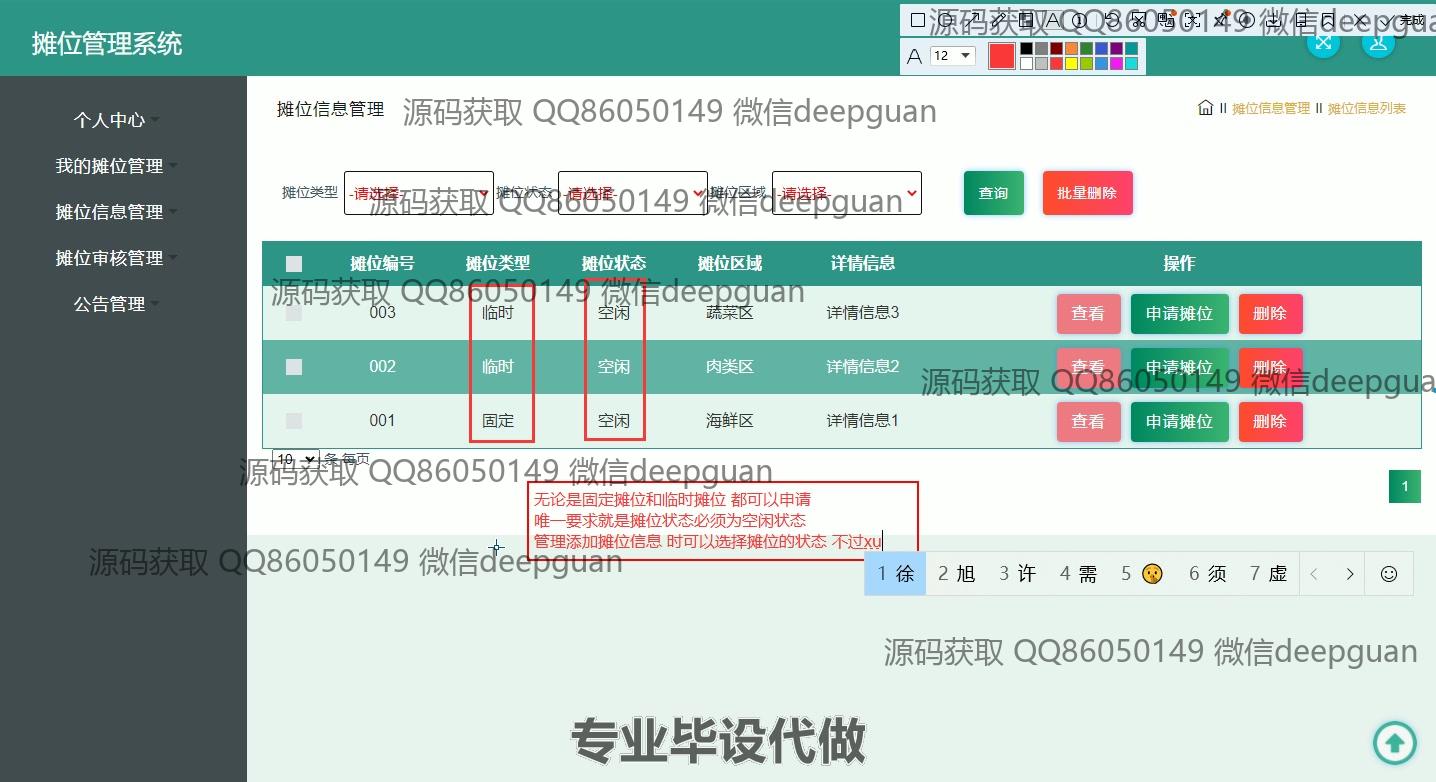 摊位管理系统
A 12
完成
个人中心
我的摊位管理
摊位信息管理
摊位审核管理
公告管理
摊位信息管理
摊位信息管理 II 摊位信息列表
源码获取 QQ86050149 微信deepguan
摊位类型 -请选择- 摊位状态 -请选择- 摊位区域 -请选择- 查询 批量删除
源码获取 QQ86050149 微信deepguan
摊位编号 摊位类型 摊位状态 摊位区域 详情信息 操作
源码获取 QQ86050149 微信deepguan
003 临时 空闲 蔬菜区 详情信息3 查看 申请摊位 删除
002 临时 空闲 肉类区 详情信息2 查看 申请摊位 删除
源码获取 QQ86050149 微信deepgua
001 固定 空闲 海鲜区 详情信息1 查看 申请摊位 删除
10 条 每页
源码获取 QQ86050149 微信deepguan
1
无论是固定摊位和临时摊位 都可以申请
唯一要求就是摊位状态必须为空闲状态
管理添加摊位信息 时可以选择摊位的状态 不过xu
源码获取 QQ86050149 微信deepguan
1 徐 2 旭 3 许 4 需 5 🤫 6 须 7 虚
源码获取 QQ86050149 微信deepguan
专业毕设代做